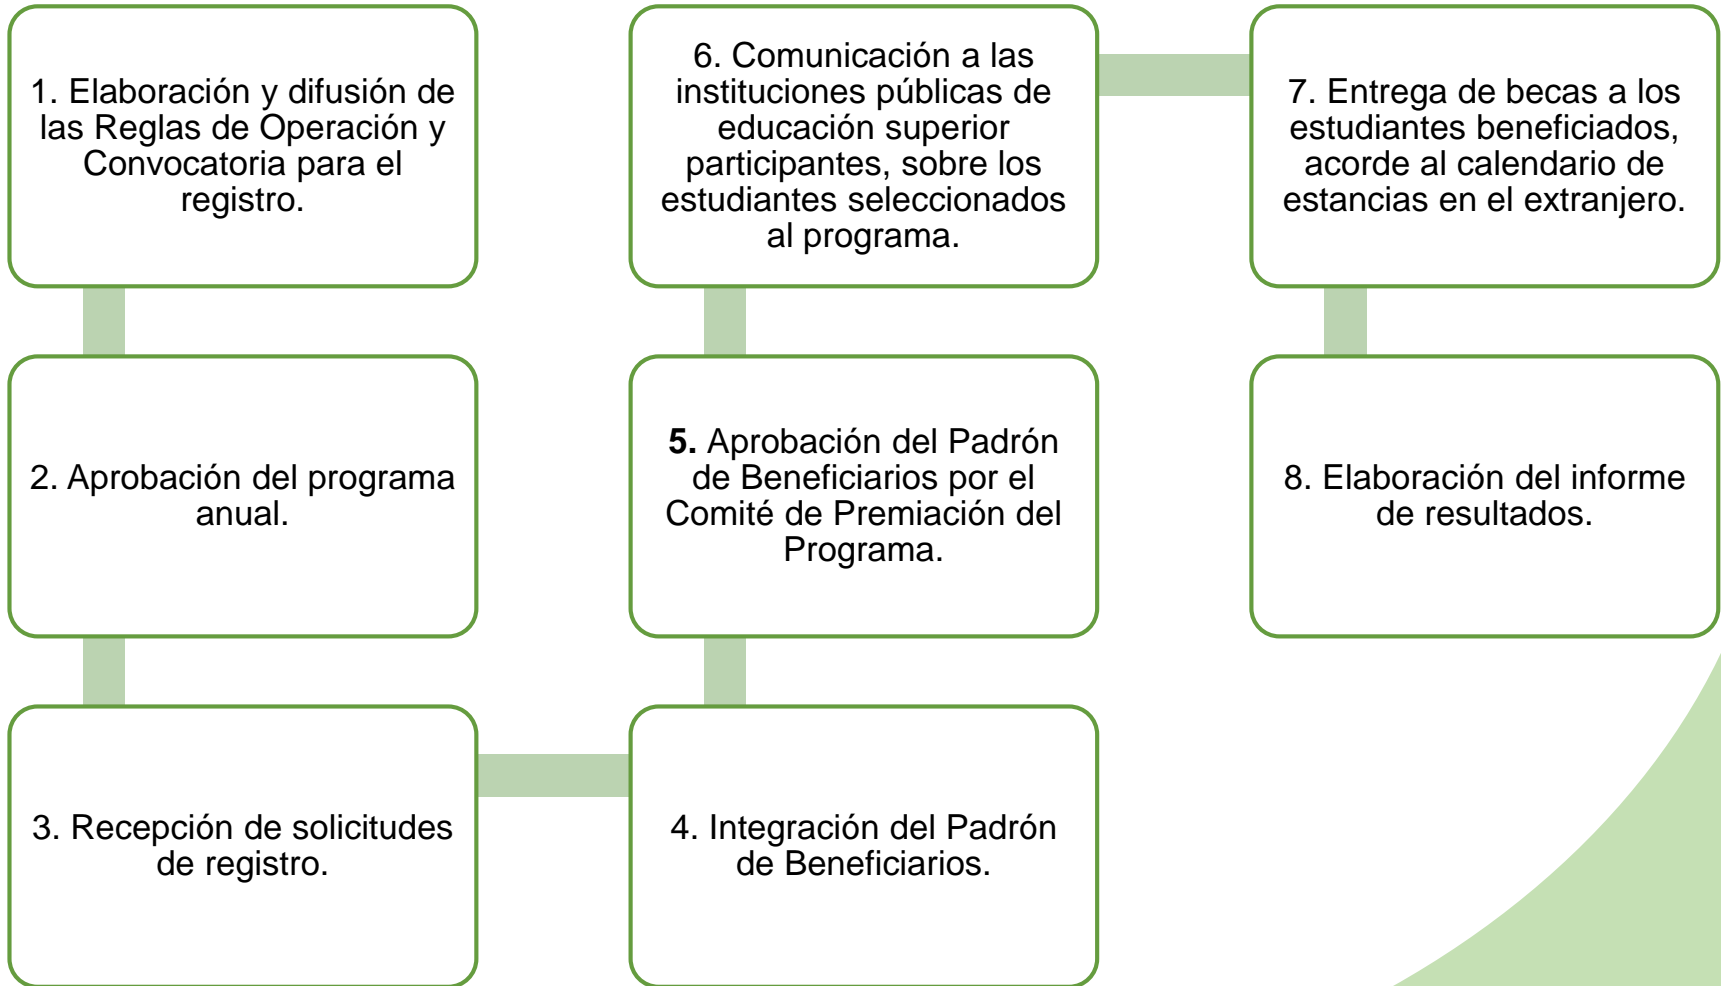 1. Elaboración y difusión de
las Reglas de Operación y
Convocatoria para el
registro.
2. Aprobación del programa
anual.
3. Recepción de solicitudes
de registro.
4. Integración del Padrón
de Beneficiarios.
5. Aprobación del Padrón
de Beneficiarios por el
Comité de Premiación del
Programa.
6. Comunicación a las
instituciones públicas de
educación superior
participantes, sobre los
estudiantes seleccionados
al programa.
7. Entrega de becas a los
estudiantes beneficiados,
acorde al calendario de
estancias en el extranjero.
8. Elaboración del informe
de resultados.